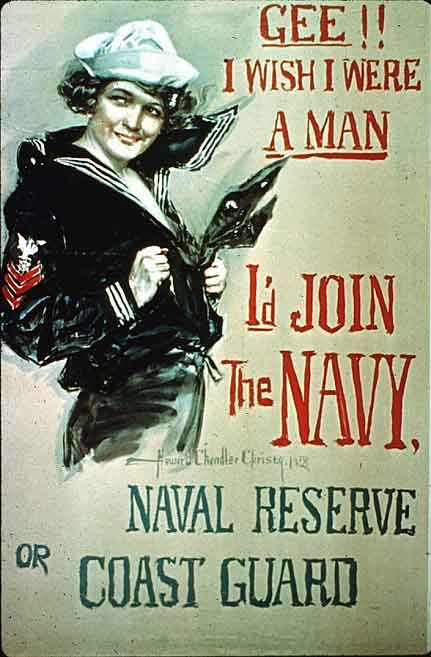 GEE!!
I WISH I WERE
A MAN
I'd JOIN
The NAVY,
Howard Chandler Christy. 1918
NAVAL RESERVE
OR COAST GUARD